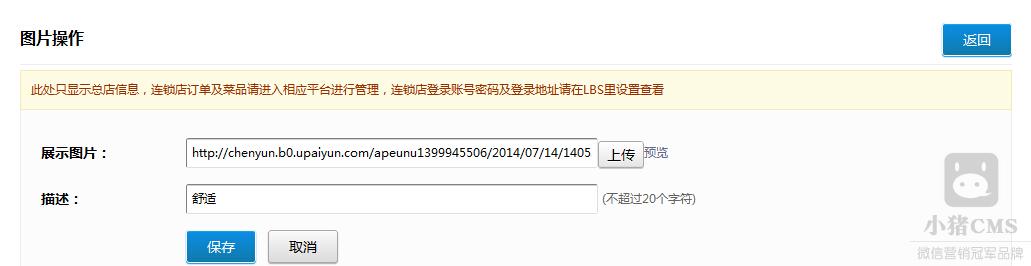 图片操作
返回
此处只显示总店信息，连锁店订单及菜品请进入相应平台进行管理，连锁店登录账号密码及登录地址请在LBS里设置查看
展示图片： http://chenyun.b0.upaiyun.com/apeunu1399945506/2014/07/14/1405 上传 预览
描述： 舒适 (不超过20个字符)
保存 取消
小猪CMS
微信营销冠军品牌